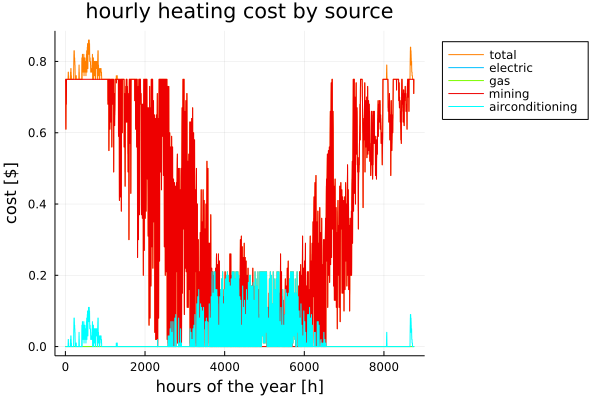 hourly heating cost by source
cost [$]
0.8
0.6
0.4
0.2
0.0
0
2000
4000
6000
8000
hours of the year [h]
total
electric
gas
mining
airconditioning